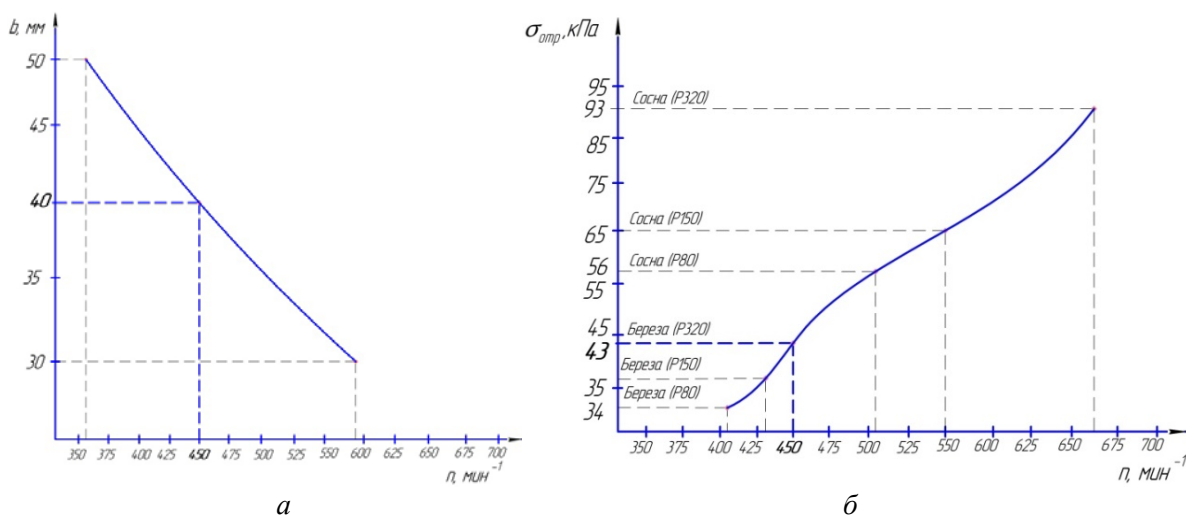 b, мм
50
45
40
35
30
350 375 400 425 450 475 500 525 550 575 600 625 650 675 700
n, мин⁻¹
а
σ_отр, кПа
95
93
85
75
65
56
55
45
43
35
34
Сосна (Р320)
Сосна (Р150)
Сосна (Р80)
Береза (Р320)
Береза (Р150)
Береза (Р80)
350 375 400 425 450 475 500 525 550 625 600 625 650 675 700
n, мин⁻¹
б